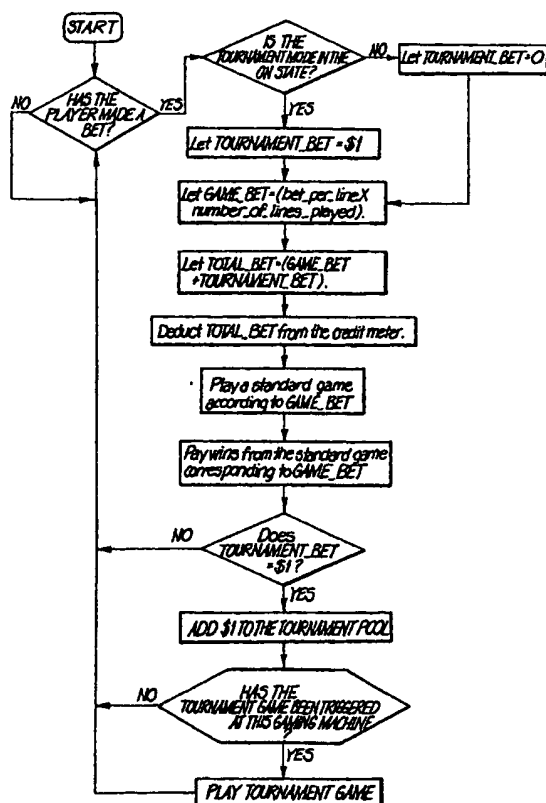 START
HAS THE
PLAYER MADE A
BET?
NO
YES
IS THE
TOURNAMENT MODE IN THE
ON STATE?
NO
Let TOURNAMENT_BET=0
YES
Let TOURNAMENT_BET = $1
Let GAME_BET=(bet_per_line X
number_of_lines_played).
Let TOTAL_BET=(GAME_BET
+TOURNAMENT_BET).
Deduct TOTAL_BET from the credit meter.
Play a standard game
according to GAME_BET
Pay wins from the standard game
corresponding to GAME_BET
Does
TOURNAMENT_BET
=$1?
NO
YES
ADD $1 TO THE TOURNAMENT POOL
HAS THE
TOURNAMENT GAME BEEN TRIGGERED
AT THIS GAMING MACHINE
?
NO
YES
PLAY TOURNAMENT GAME